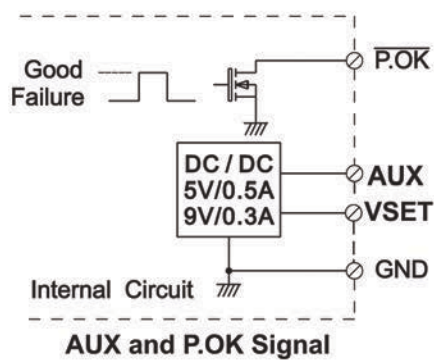 Good
Failure
P.OK
DC / DC
5V/0.5A
9V/0.3A
AUX
VSET
GND
Internal Circuit
AUX and P.OK Signal